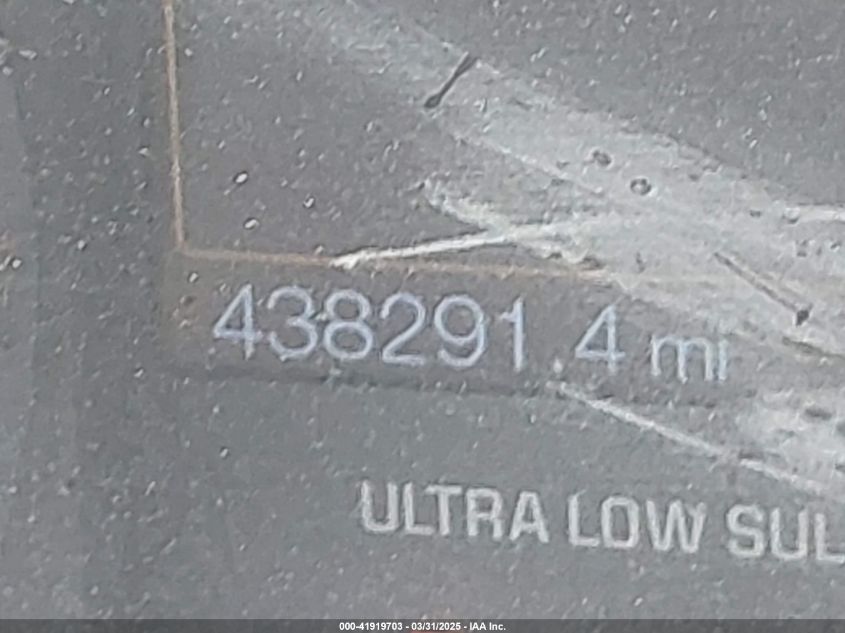 438291.4 mi
ULTRA LOW SUL
000-41919703 - 03/31/2025 - IAA Inc.